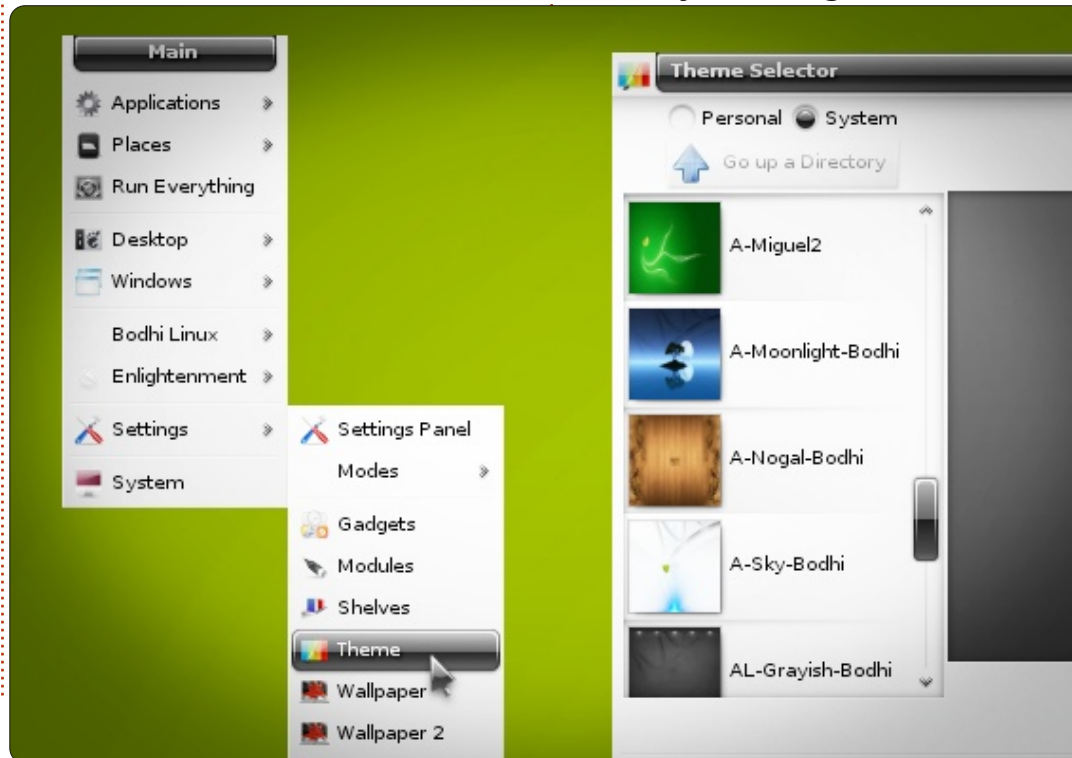 Main
Applications
Places
Run Everything
Desktop
Windows
Bodhi Linux
Enlightenment
Settings
System
Settings Panel
Modes
Gadgets
Modules
Shelves
Theme
Wallpaper
Wallpaper 2
Theme Selector
Personal System
Go up a Directory
A-Miguel2
A-Moonlight-Bodhi
A-Nogal-Bodhi
A-Sky-Bodhi
AL-Grayish-Bodhi